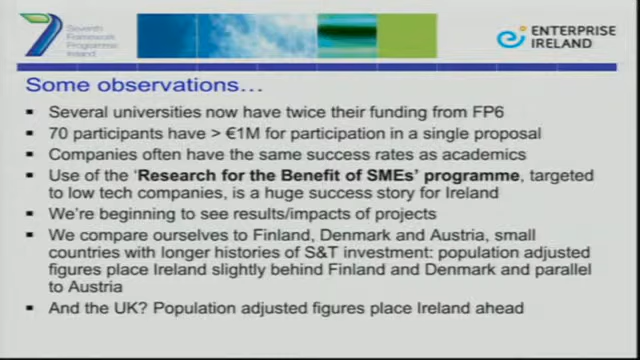 7
Seventh
Framework
Programme
Ireland
ENTERPRISE
IRELAND
Some observations…
▪ Several universities now have twice their funding from FP6
▪ 70 participants have > €1M for participation in a single proposal
▪ Companies often have the same success rates as academics
▪ Use of the ‘Research for the Benefit of SMEs’ programme, targeted
to low tech companies, is a huge success story for Ireland
▪ We’re beginning to see results/impacts of projects
▪ We compare ourselves to Finland, Denmark and Austria, small
countries with longer histories of S&T investment: population adjusted
figures place Ireland slightly behind Finland and Denmark and parallel
to Austria
▪ And the UK? Population adjusted figures place Ireland ahead